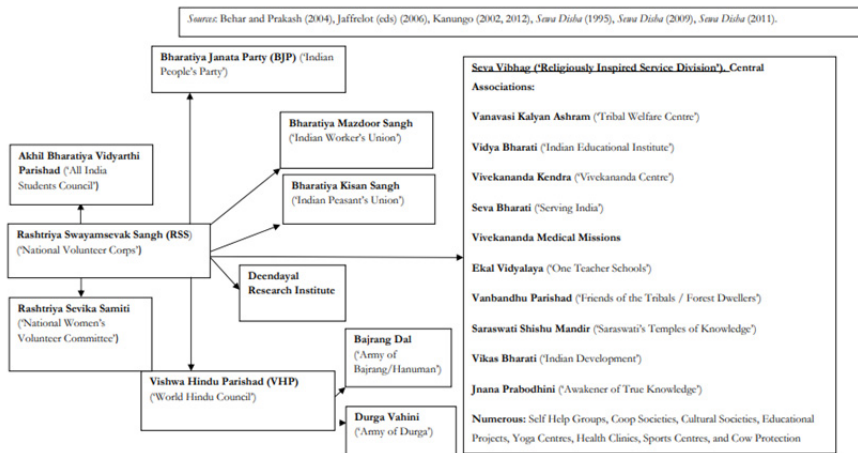 Sources: Behar and Prakash (2004), Jaffrelot (eds) (2006), Kanungo (2002, 2012), Sewa Disha (1995), Sewa Disha (2009), Sewa Disha (2011).
Bharatiya Janata Party (BJP) ('Indian
People's Party')
Seva Vibhag ('Religiously Inspired Service Division'), Central
Associations:
Vanavasi Kalyan Ashram ('Tribal Welfare Centre')
Vidya Bharati ('Indian Educational Institute')
Vivekananda Kendra ('Vivekananda Centre')
Seva Bharati ('Serving India')
Vivekananda Medical Missions
Ekal Vidyalaya ('One Teacher Schools')
Vanbandhu Parishad ('Friends of the Tribals / Forest Dwellers')
Saraswati Shishu Mandir ('Saraswati's Temples of Knowledge')
Vikas Bharati ('Indian Development')
Jnana Prabodhini ('Awakener of True Knowledge')
Numerous: Self Help Groups, Coop Societies, Cultural Societies, Educational
Projects, Yoga Centres, Health Clinics, Sports Centres, and Cow Protection
Bharatiya Mazdoor Sangh
('Indian Worker's Union')
Akhil Bharatiya Vidyarthi
Parishad ('All India
Students Council')
Bharatiya Kisan Sangh
('Indian Peasant's Union')
Rashtriya Swayamsevak Sangh (RSS)
('National Volunteer Corps')
Deendayal
Research Institute
Rashtriya Sevika Samiti
('National Women's
Volunteer Committee')
Bajrang Dal
('Army of
Bajrang/Hanuman')
Vishwa Hindu Parishad (VHP)
('World Hindu Council')
Durga Vahini
('Army of Durga')